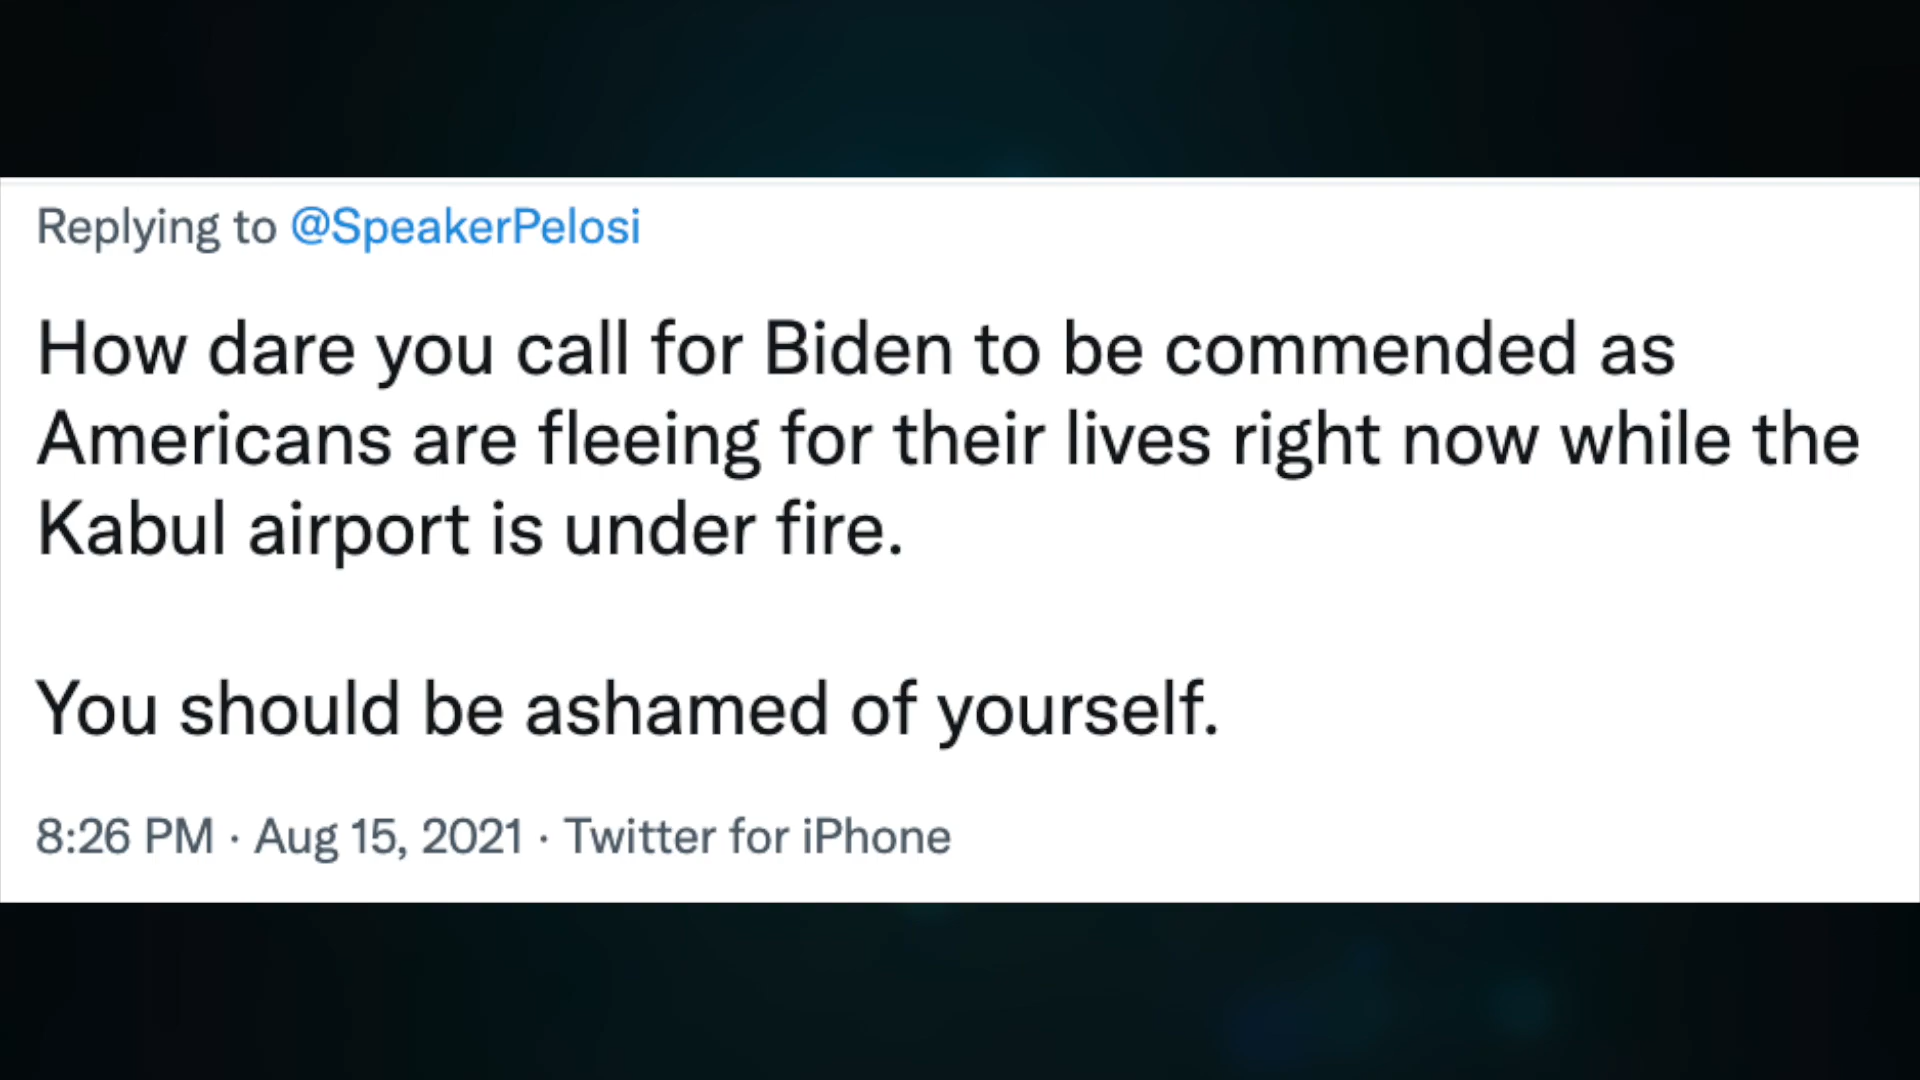 Replying to @SpeakerPelosi
How dare you call for Biden to be commended as
Americans are fleeing for their lives right now while the
Kabul airport is under fire.
You should be ashamed of yourself.
8:26 PM · Aug 15, 2021 · Twitter for iPhone